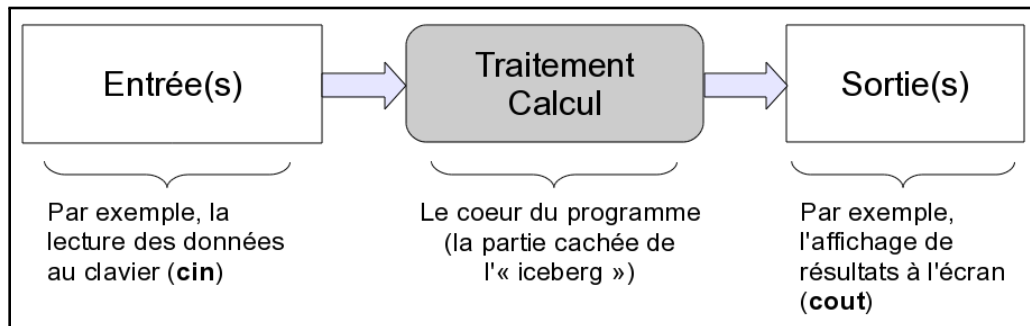 Entrée(s)
Traitement
Calcul
Sortie(s)
Par exemple, la
lecture des données
au clavier (cin)
Le coeur du programme
(la partie cachée de
l'« iceberg »)
Par exemple,
l'affichage de
résultats à l'écran
(cout)